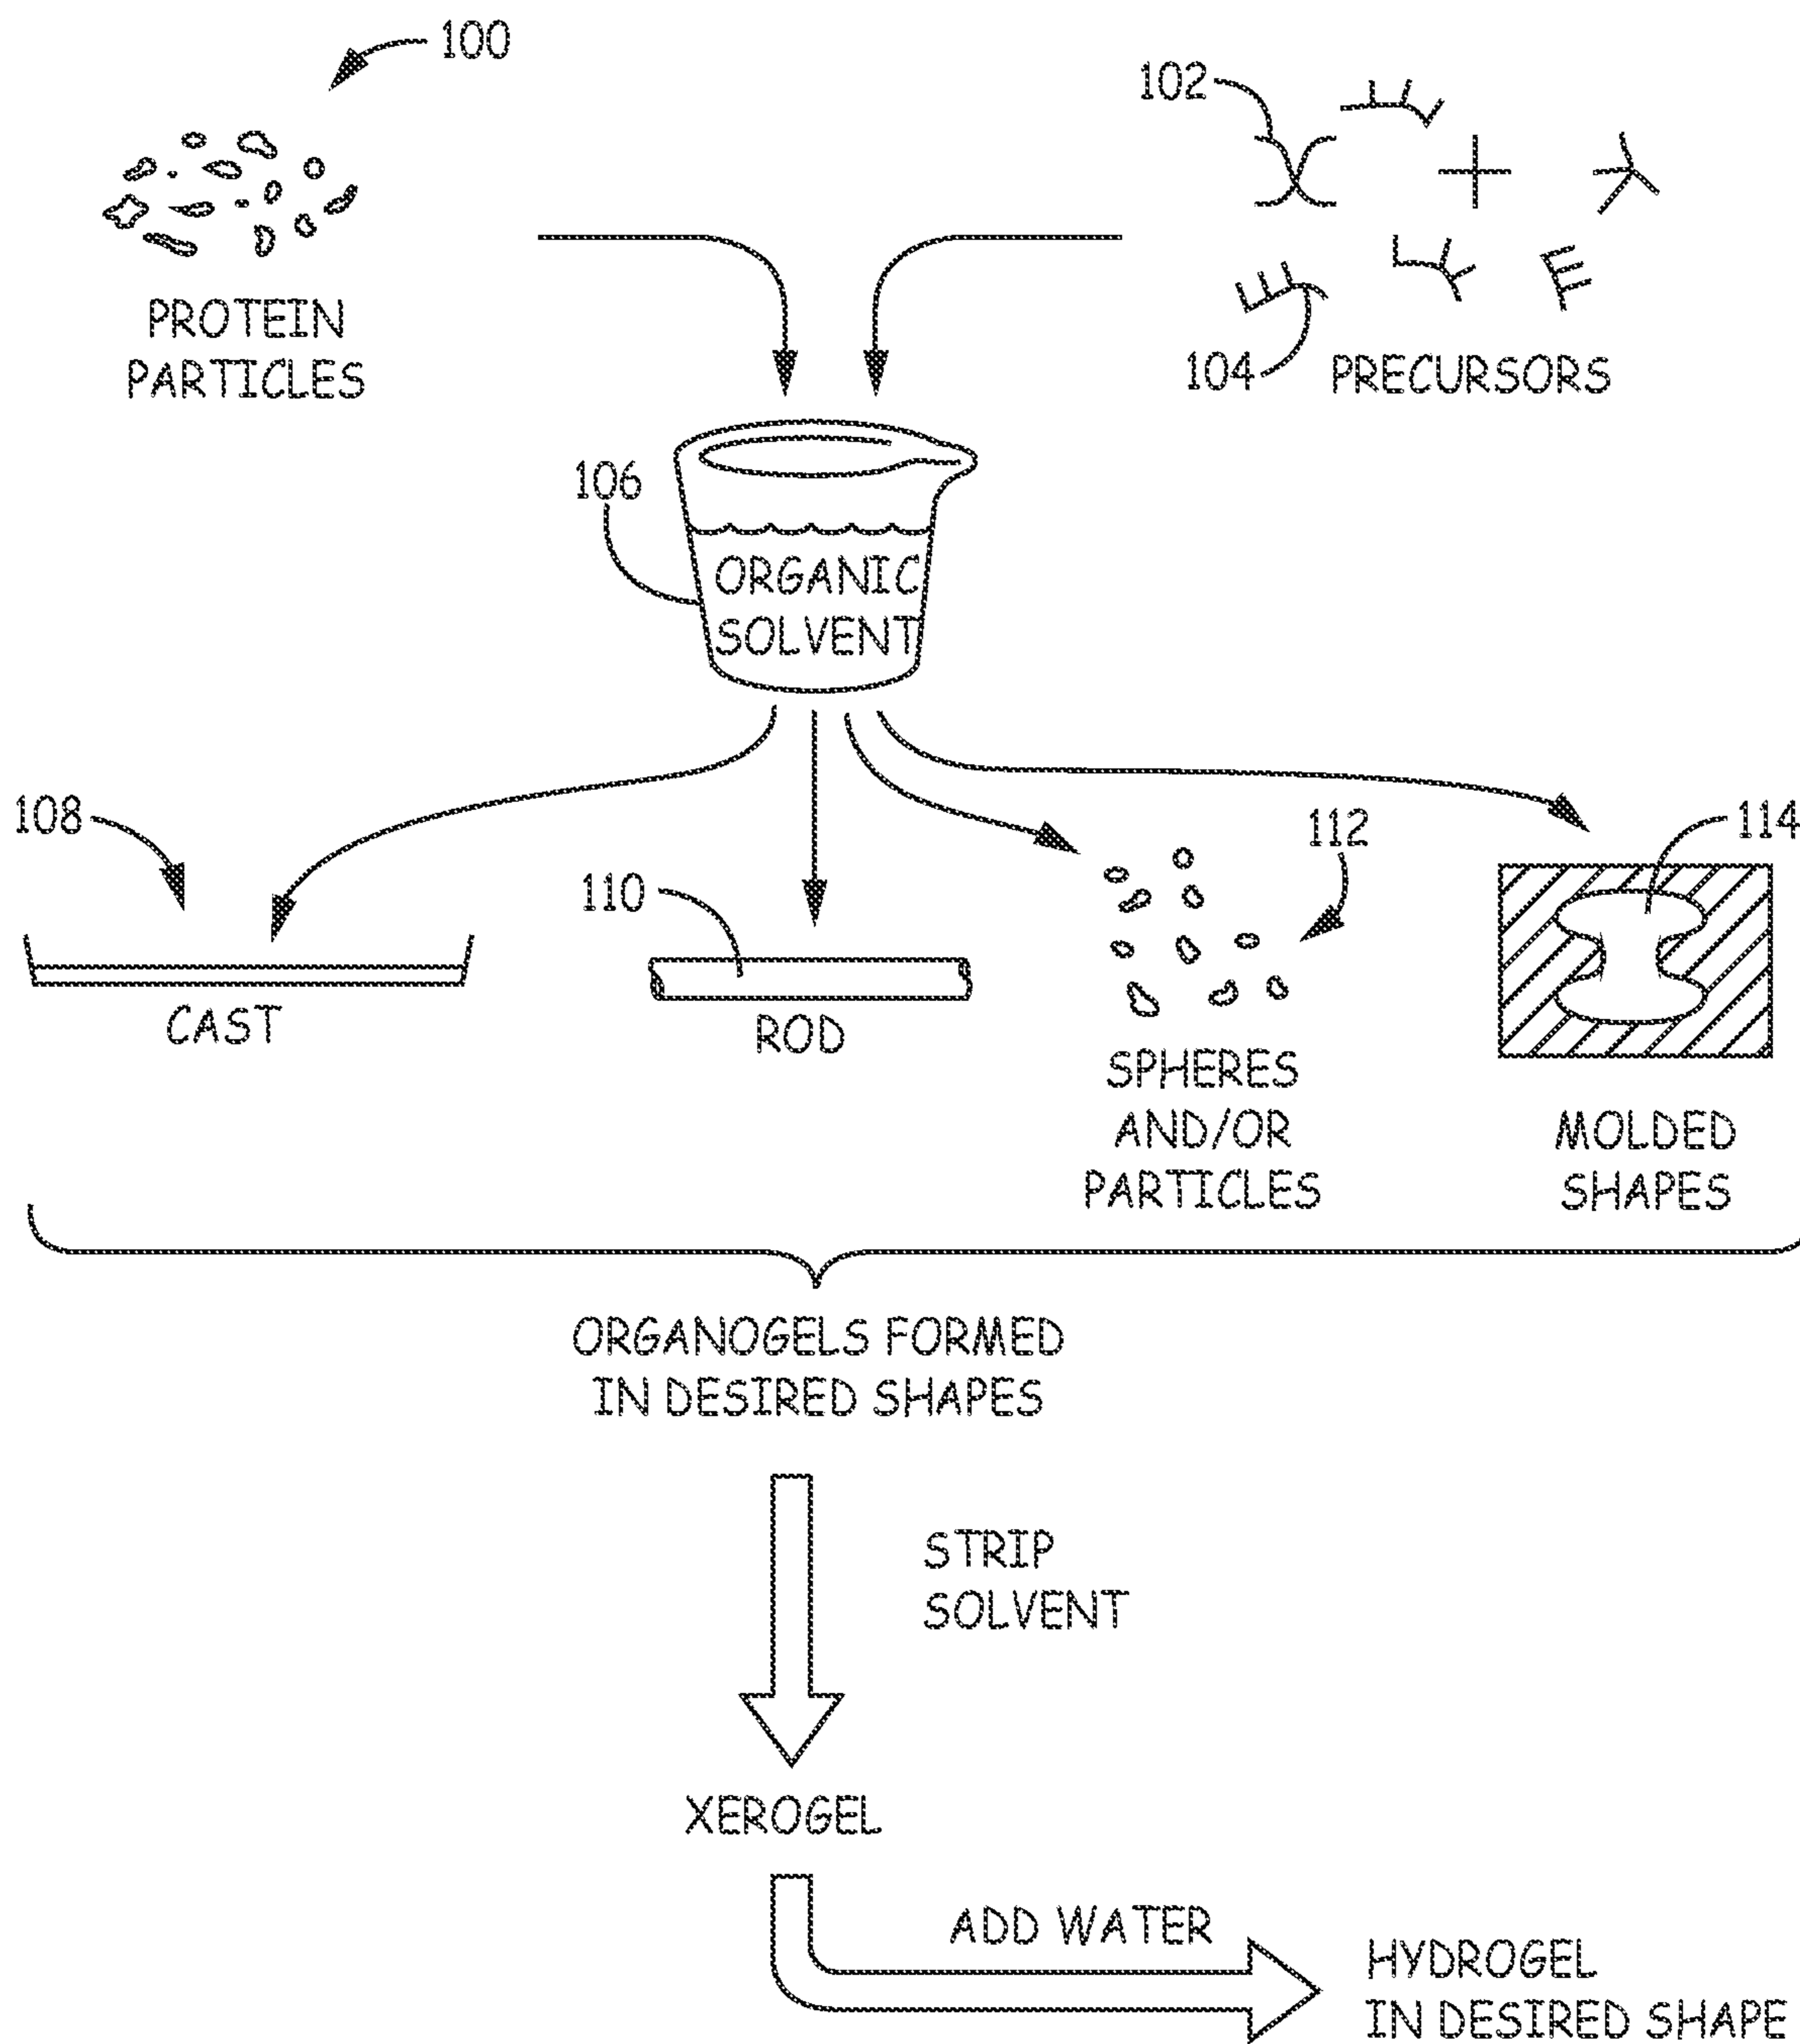 100
102
PROTEIN
PARTICLES
104
PRECURSORS
106
ORGANIC
SOLVENT
108
110
112
114
CAST
ROD
SPHERES
AND/OR
PARTICLES
MOLDED
SHAPES
ORGANOGELS FORMED
IN DESIRED SHAPES
STRIP
SOLVENT
XEROGEL
ADD WATER
HYDROGEL
IN DESIRED SHAPE